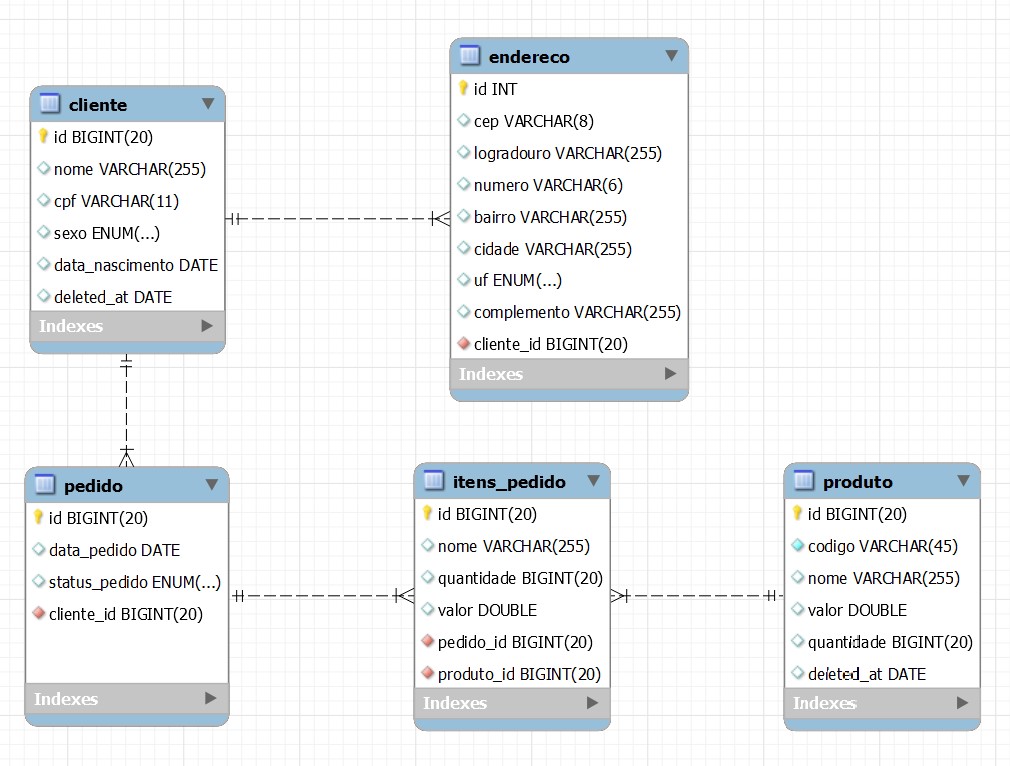 cliente
id BIGINT(20)
nome VARCHAR(255)
cpf VARCHAR(11)
sexo ENUM(...)
data_nascimento DATE
deleted_at DATE
Indexes
endereco
id INT
cep VARCHAR(8)
logradouro VARCHAR(255)
numero VARCHAR(6)
bairro VARCHAR(255)
cidade VARCHAR(255)
uf ENUM(...)
complemento VARCHAR(255)
cliente_id BIGINT(20)
Indexes
pedido
id BIGINT(20)
data_pedido DATE
status_pedido ENUM(...)
cliente_id BIGINT(20)
Indexes
itens_pedido
id BIGINT(20)
nome VARCHAR(255)
quantidade BIGINT(20)
valor DOUBLE
pedido_id BIGINT(20)
produto_id BIGINT(20)
Indexes
produto
id BIGINT(20)
codigo VARCHAR(45)
nome VARCHAR(255)
valor DOUBLE
quantidade BIGINT(20)
deleted_at DATE
Indexes